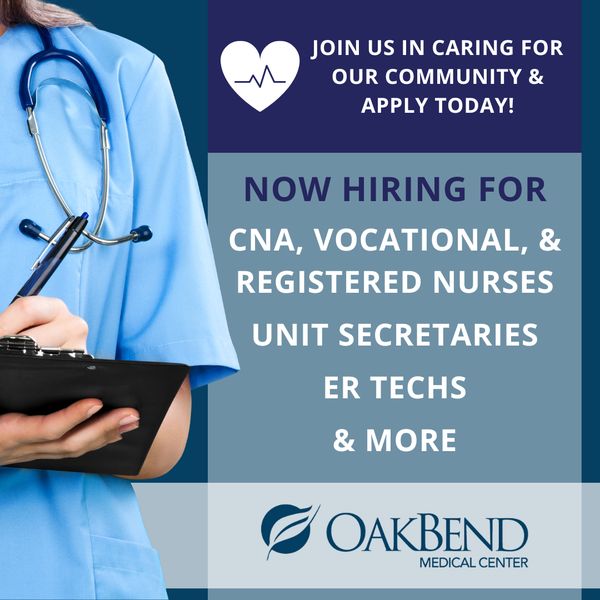 JOIN US IN CARING FOR
OUR COMMUNITY &
APPLY TODAY!
NOW HIRING FOR
CNA, VOCATIONAL, &
REGISTERED NURSES
UNIT SECRETARIES
ER TECHS
& MORE
OAKBEND
MEDICAL CENTER